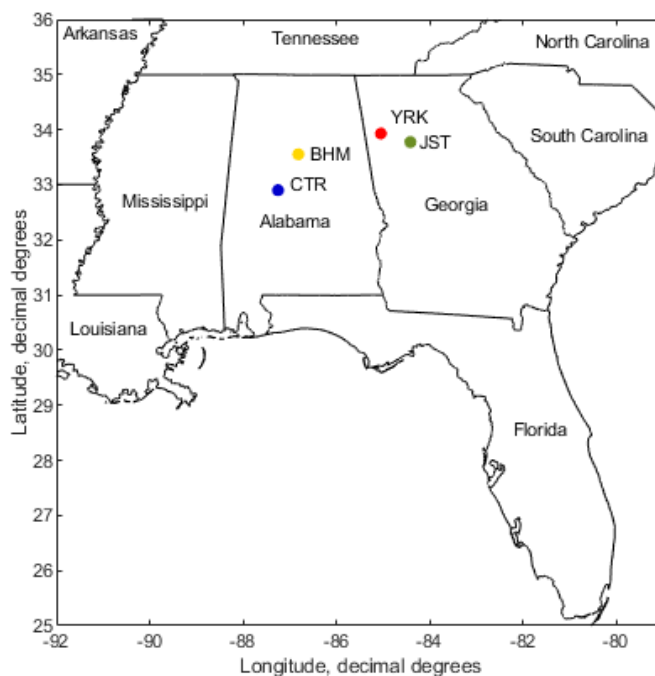 36
Arkansas
Tennessee
North Carolina
35
34
YRK
JST
BHM
South Carolina
33
CTR
Mississippi
Georgia
Alabama
32
31
Louisiana
30
29
Florida
28
27
26
25
-92
-90
-88
-86
-84
-82
-80
Latitude, decimal degrees
Longitude, decimal degrees